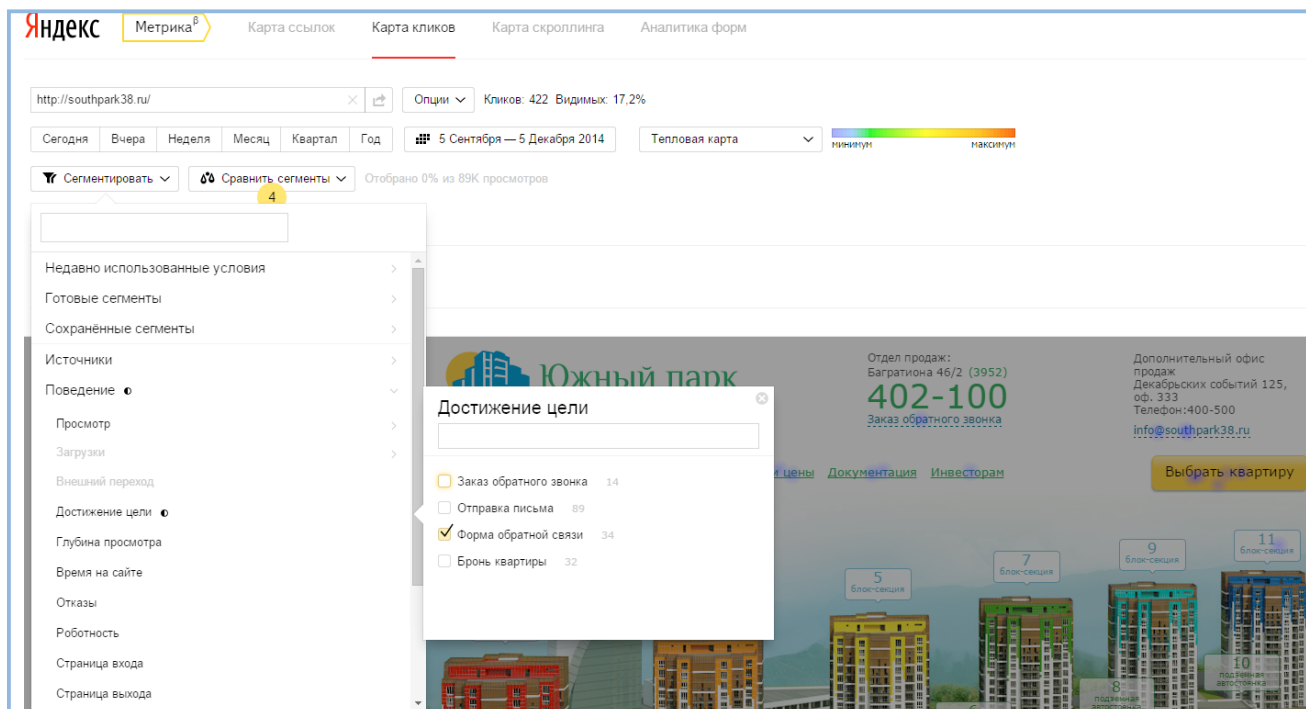 Яндекс Метрика β Карта ссылок Карта кликов Карта скроллинга Аналитика форм
http://southpark38.ru/ Опции Кликов: 422 Видимых: 17,2%
Сегодня Вчера Неделя Месяц Квартал Год 5 Сентября — 5 Декабря 2014 Тепловая карта минимум максимум
Сегментировать Сравнить сегменты Отобрано 0% из 89K просмотров
4
Недавно использованные условия
Готовые сегменты
Сохранённые сегменты
Источники
Поведение
Просмотр
Загрузки
Внешний переход
Достижение цели
Глубина просмотра
Время на сайте
Отказы
Роботность
Страница входа
Страница выхода
Южный парк
Отдел продаж:
Багратиона 46/2 (3952)
402-100
Заказ обратного звонка
Дополнительный офис
продаж
Декабрьских событий 125,
оф. 333
Телефон:400-500
info@southpark38.ru
Достижение цели
Заказ обратного звонка 14
Отправка письма 89
Форма обратной связи 34
Бронь квартиры 32
и цены Документация Инвесторам Выбрать квартиру
5
блок-секция
7
блок-секция
9
блок-секция
11
блок-секция
8
подземная
автостоянка
10
подземная
автостоянка